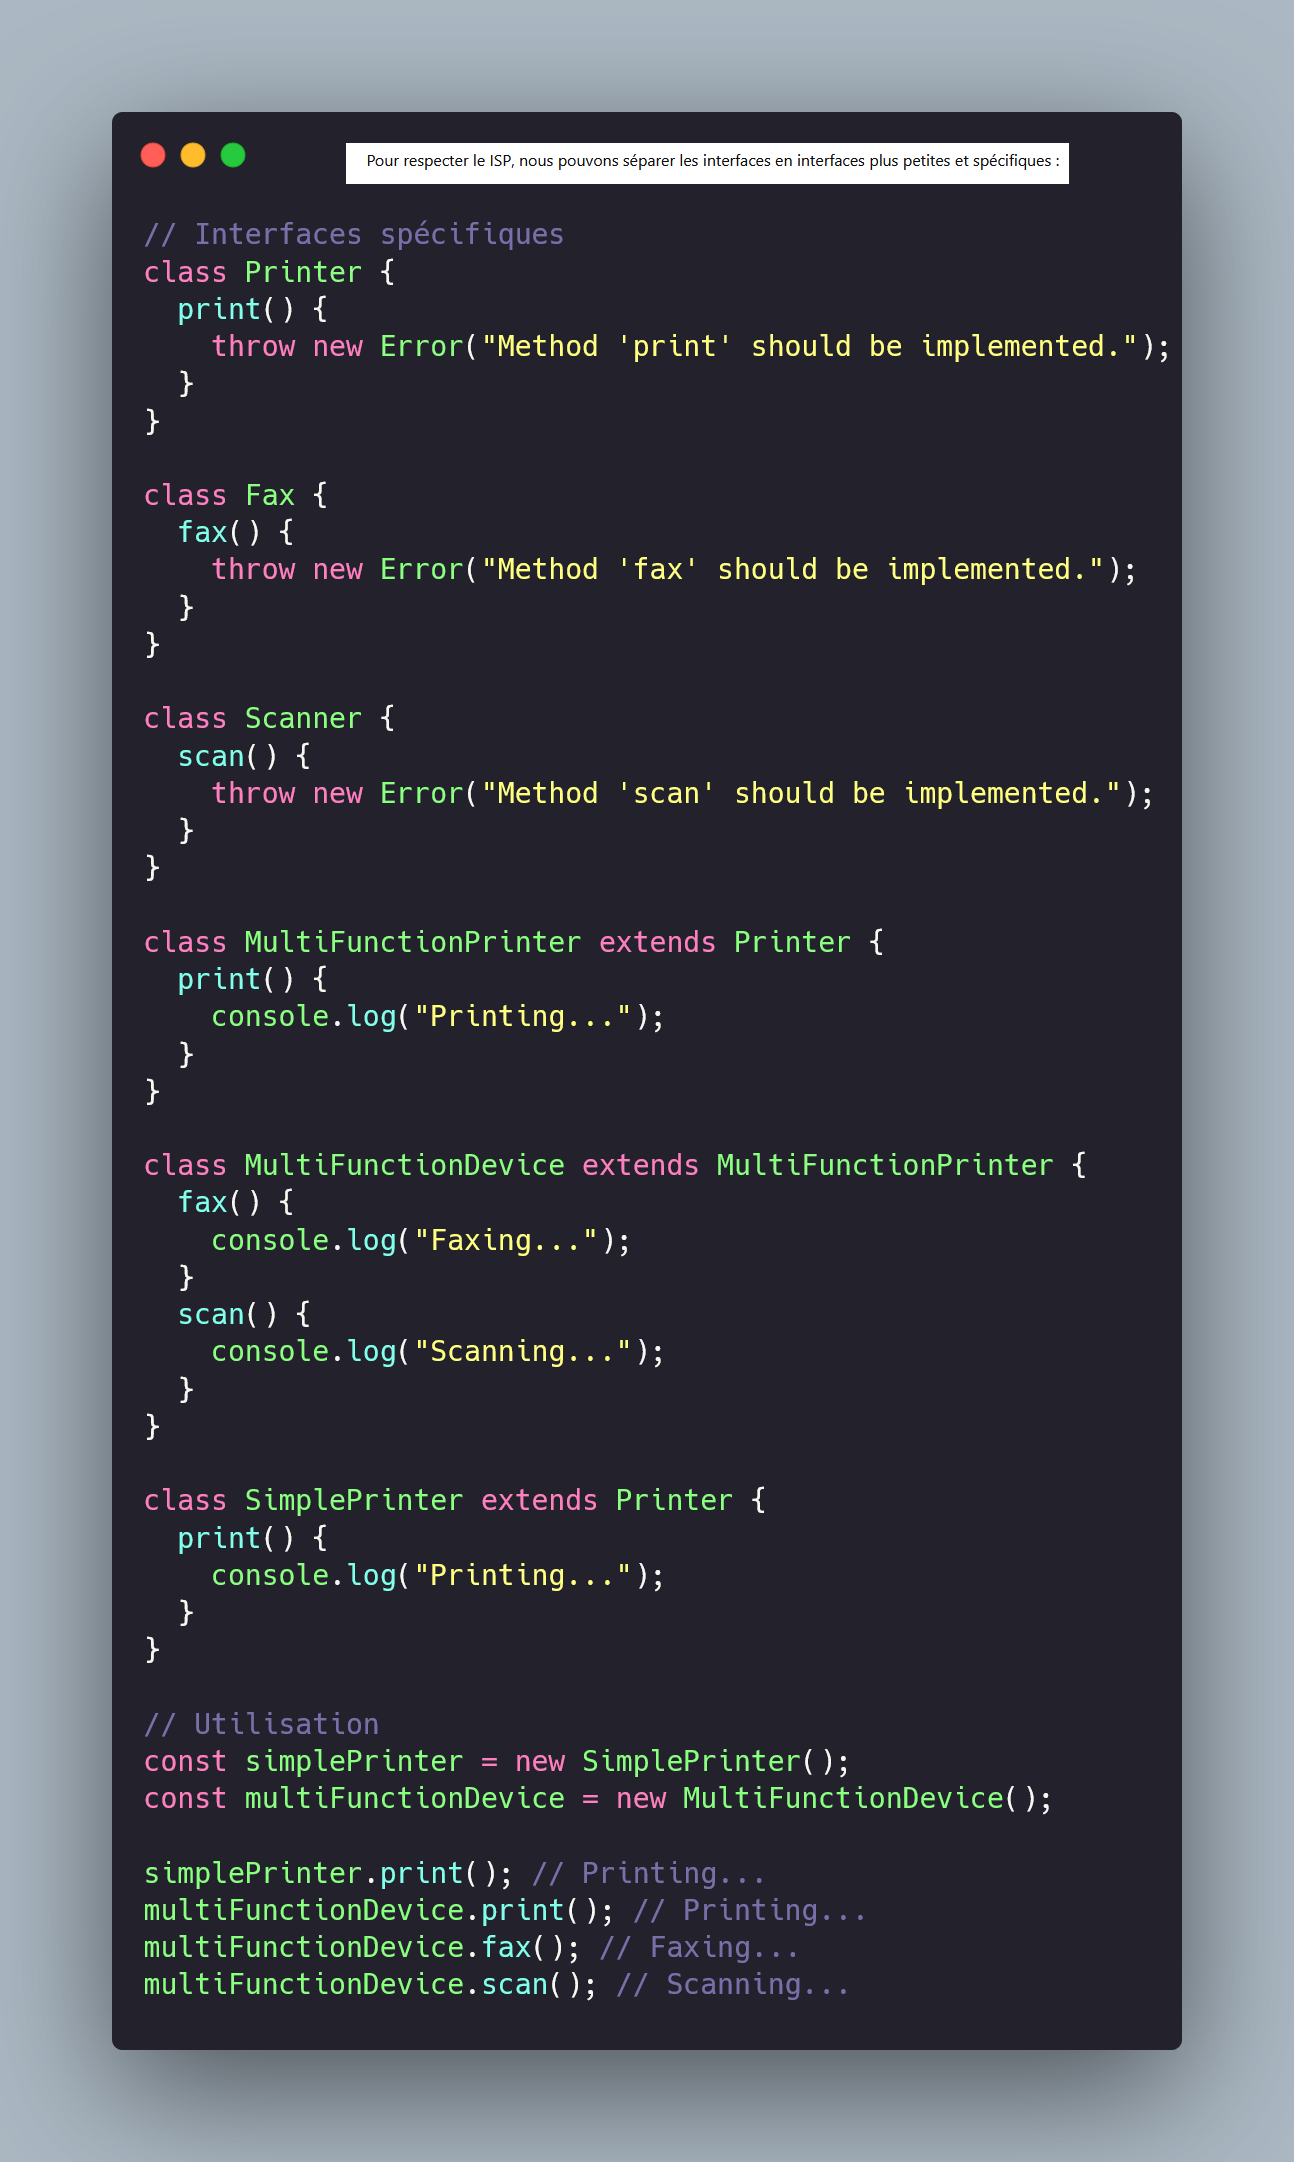 Pour respecter le ISP, nous pouvons séparer les interfaces en interfaces plus petites et spécifiques :
// Interfaces spécifiques
class Printer {
  print() {
    throw new Error("Method 'print' should be implemented.");
  }
}

class Fax {
  fax() {
    throw new Error("Method 'fax' should be implemented.");
  }
}

class Scanner {
  scan() {
    throw new Error("Method 'scan' should be implemented.");
  }
}

class MultiFunctionPrinter extends Printer {
  print() {
    console.log("Printing...");
  }
}

class MultiFunctionDevice extends MultiFunctionPrinter {
  fax() {
    console.log("Faxing...");
  }
  scan() {
    console.log("Scanning...");
  }
}

class SimplePrinter extends Printer {
  print() {
    console.log("Printing...");
  }
}

// Utilisation
const simplePrinter = new SimplePrinter();
const multiFunctionDevice = new MultiFunctionDevice();

simplePrinter.print(); // Printing...
multiFunctionDevice.print(); // Printing...
multiFunctionDevice.fax(); // Faxing...
multiFunctionDevice.scan(); // Scanning...